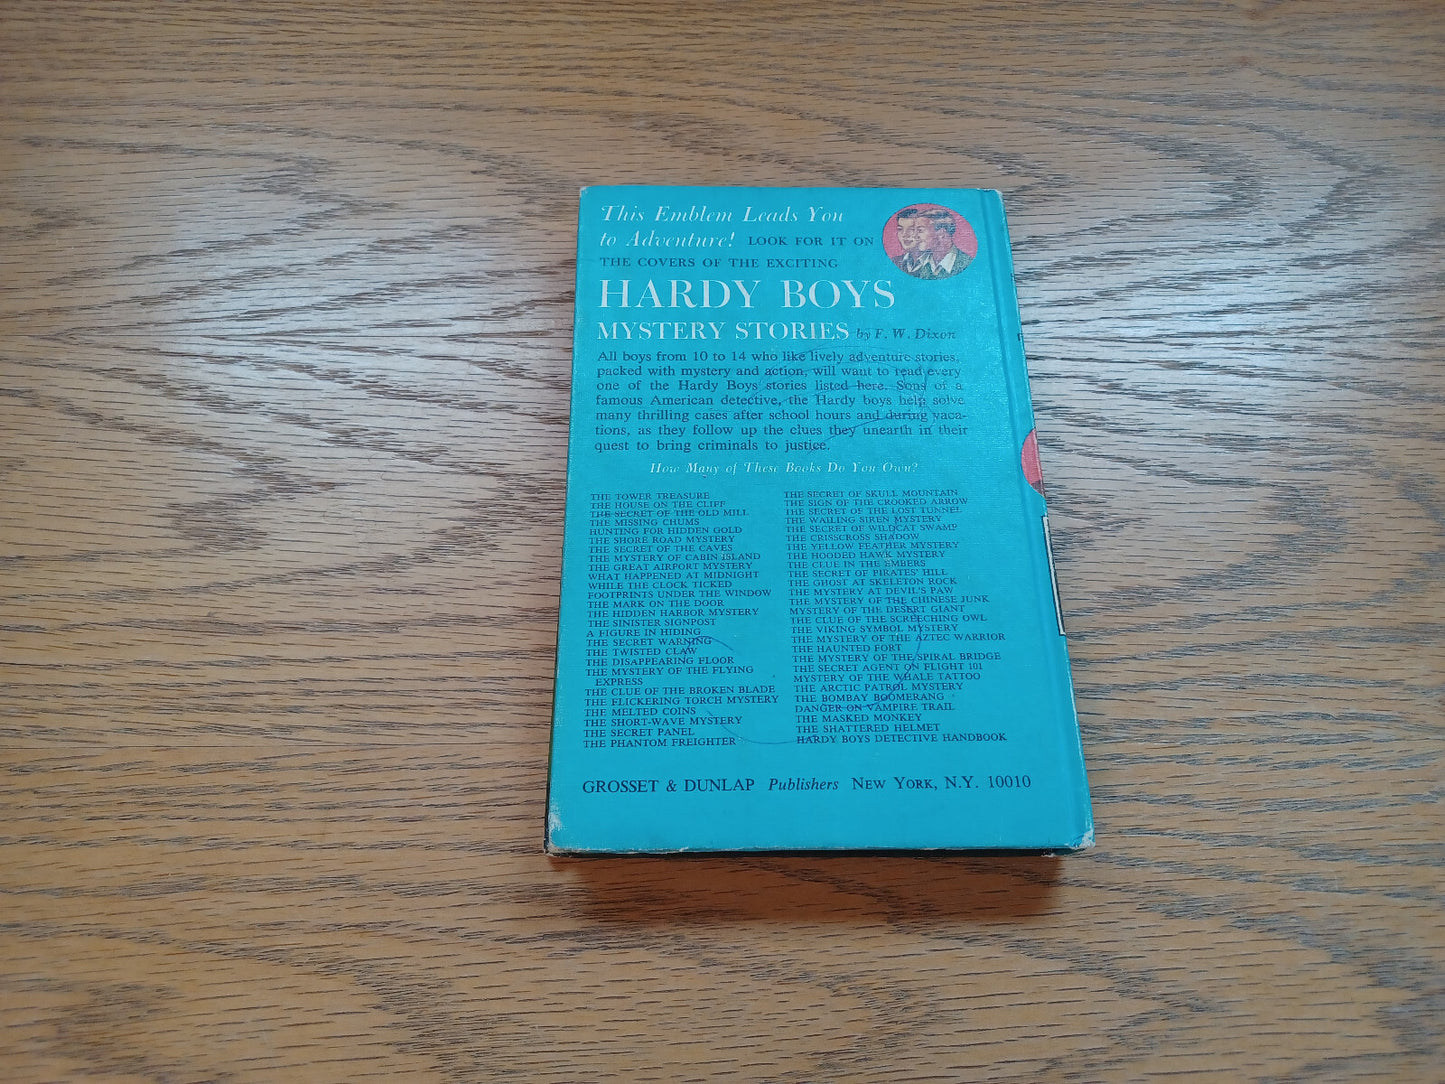 This Emblem Leads You
to Adventure! LOOK FOR IT ON
THE COVERS OF THE EXCITING
HARDY BOYS
MYSTERY STORIES by F. W. Dixon
All boys from 10 to 14 who like lively adventure stories,
packed with mystery and action, will want to read every
one of the Hardy Boys stories listed here. Sons of a
famous American detective, the Hardy boys help solve
many thrilling cases after school hours and during vaca-
tions, as they follow up the clues they unearth in their
quest to bring criminals to justice.
How Many of These Books Do You Own?
THE TOWER TREASURE
THE HOUSE ON THE CLIFF
THE SECRET OF THE OLD MILL
THE MISSING CHUMS
HUNTING FOR HIDDEN GOLD
THE SHORE ROAD MYSTERY
THE SECRET OF THE CAVES
THE MYSTERY OF CABIN ISLAND
THE GREAT AIRPORT MYSTERY
WHAT HAPPENED AT MIDNIGHT
WHILE THE CLOCK TICKED
FOOTPRINTS UNDER THE WINDOW
THE MARK ON THE DOOR
THE HIDDEN HARBOR MYSTERY
THE SINISTER SIGNPOST
A FIGURE IN HIDING
THE SECRET WARNING
THE TWISTED CLAW
THE DISAPPEARING FLOOR
THE MYSTERY OF THE FLYING
EXPRESS
THE CLUE OF THE BROKEN BLADE
THE FLICKERING TORCH MYSTERY
THE MELTED COINS
THE SHORT-WAVE MYSTERY
THE SECRET PANEL
THE PHANTOM FREIGHTER
THE SECRET OF SKULL MOUNTAIN
THE SIGN OF THE CROOKED ARROW
THE SECRET OF THE LOST TUNNEL
THE WAILING SIREN MYSTERY
THE SECRET OF WILDCAT SWAMP
THE CRISSCROSS SHADOW
THE YELLOW FEATHER MYSTERY
THE HOODED HAWK MYSTERY
THE CLUE IN THE EMBERS
THE SECRET OF PIRATES' HILL
THE GHOST AT SKELETON ROCK
THE MYSTERY AT DEVIL'S PAW
THE MYSTERY OF THE CHINESE JUNK
MYSTERY OF THE DESERT GIANT
THE CLUE OF THE SCREECHING OWL
THE VIKING SYMBOL MYSTERY
THE MYSTERY OF THE AZTEC WARRIOR
THE HAUNTED FORT
THE MYSTERY OF THE SPIRAL BRIDGE
THE SECRET AGENT ON FLIGHT 101
MYSTERY OF THE WHALE TATTOO
THE ARCTIC PATROL MYSTERY
THE BOMBAY BOOMERANG
DANGER ON VAMPIRE TRAIL
THE MASKED MONKEY
THE SHATTERED HELMET
HARDY BOYS DETECTIVE HANDBOOK
GROSSET & DUNLAP Publishers NEW YORK, N.Y. 10010